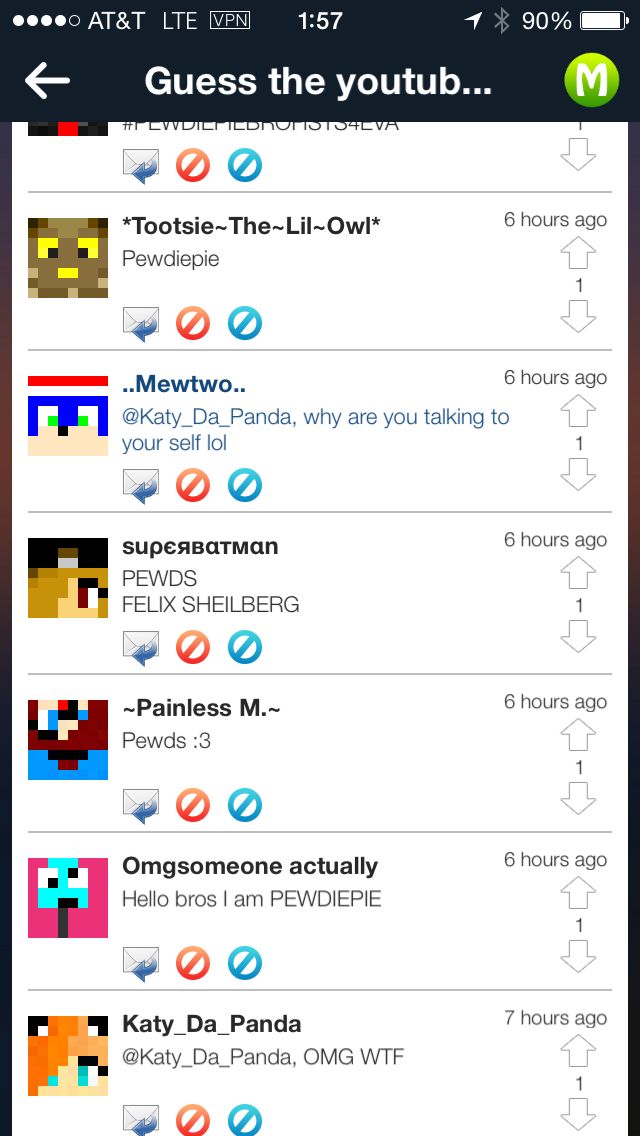 AT&T LTE VPN 1:57 90%
Guess the youtub... M
#PEWDIEPIEBROFISTS4EVA
1
*Tootsie~The~Lil~Owl* 6 hours ago
Pewdiepie
1
..Mewtwo.. 6 hours ago
@Katy_Da_Panda, why are you talking to
your self lol
1
suρєяватмαn 6 hours ago
PEWDS
FELIX SHEILBERG
1
~Painless M.~ 6 hours ago
Pewds :3
1
Omgsomeone actually 6 hours ago
Hello bros I am PEWDIEPIE
1
Katy_Da_Panda 7 hours ago
@Katy_Da_Panda, OMG WTF
1